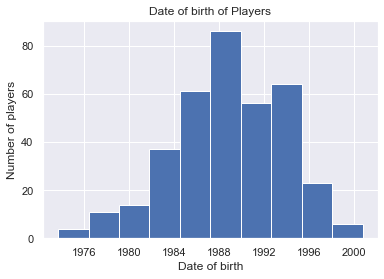 Date of birth of Players
Number of players
80
60
40
20
0
1976 1980 1984 1988 1992 1996 2000
Date of birth